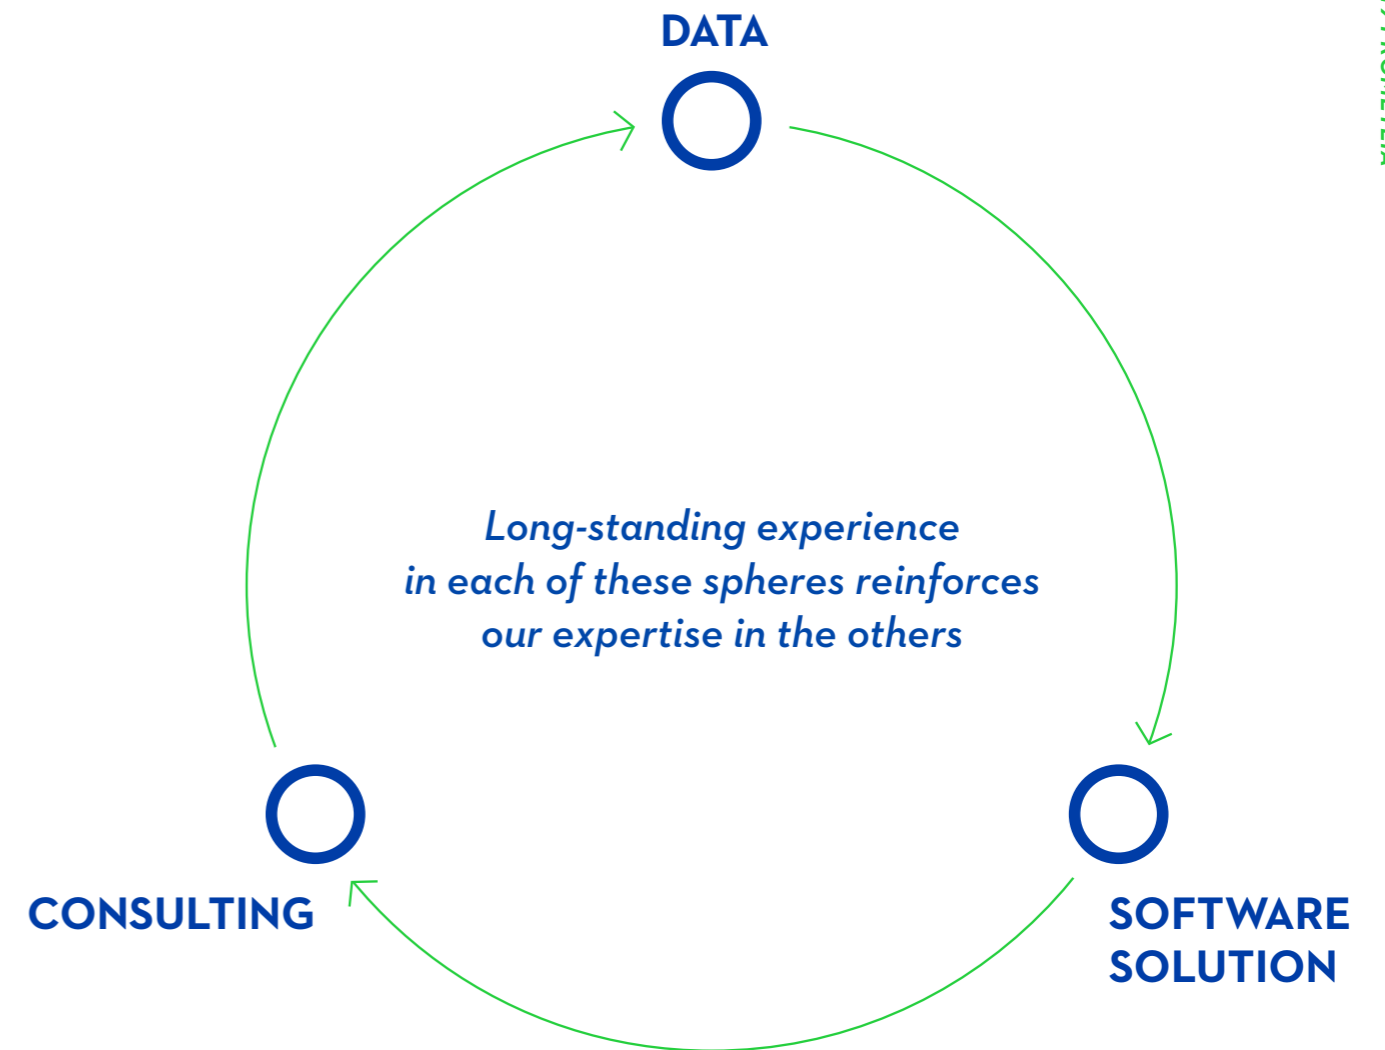 DATA
Long-standing experience
in each of these spheres reinforces
our expertise in the others
CONSULTING
SOFTWARE
SOLUTION